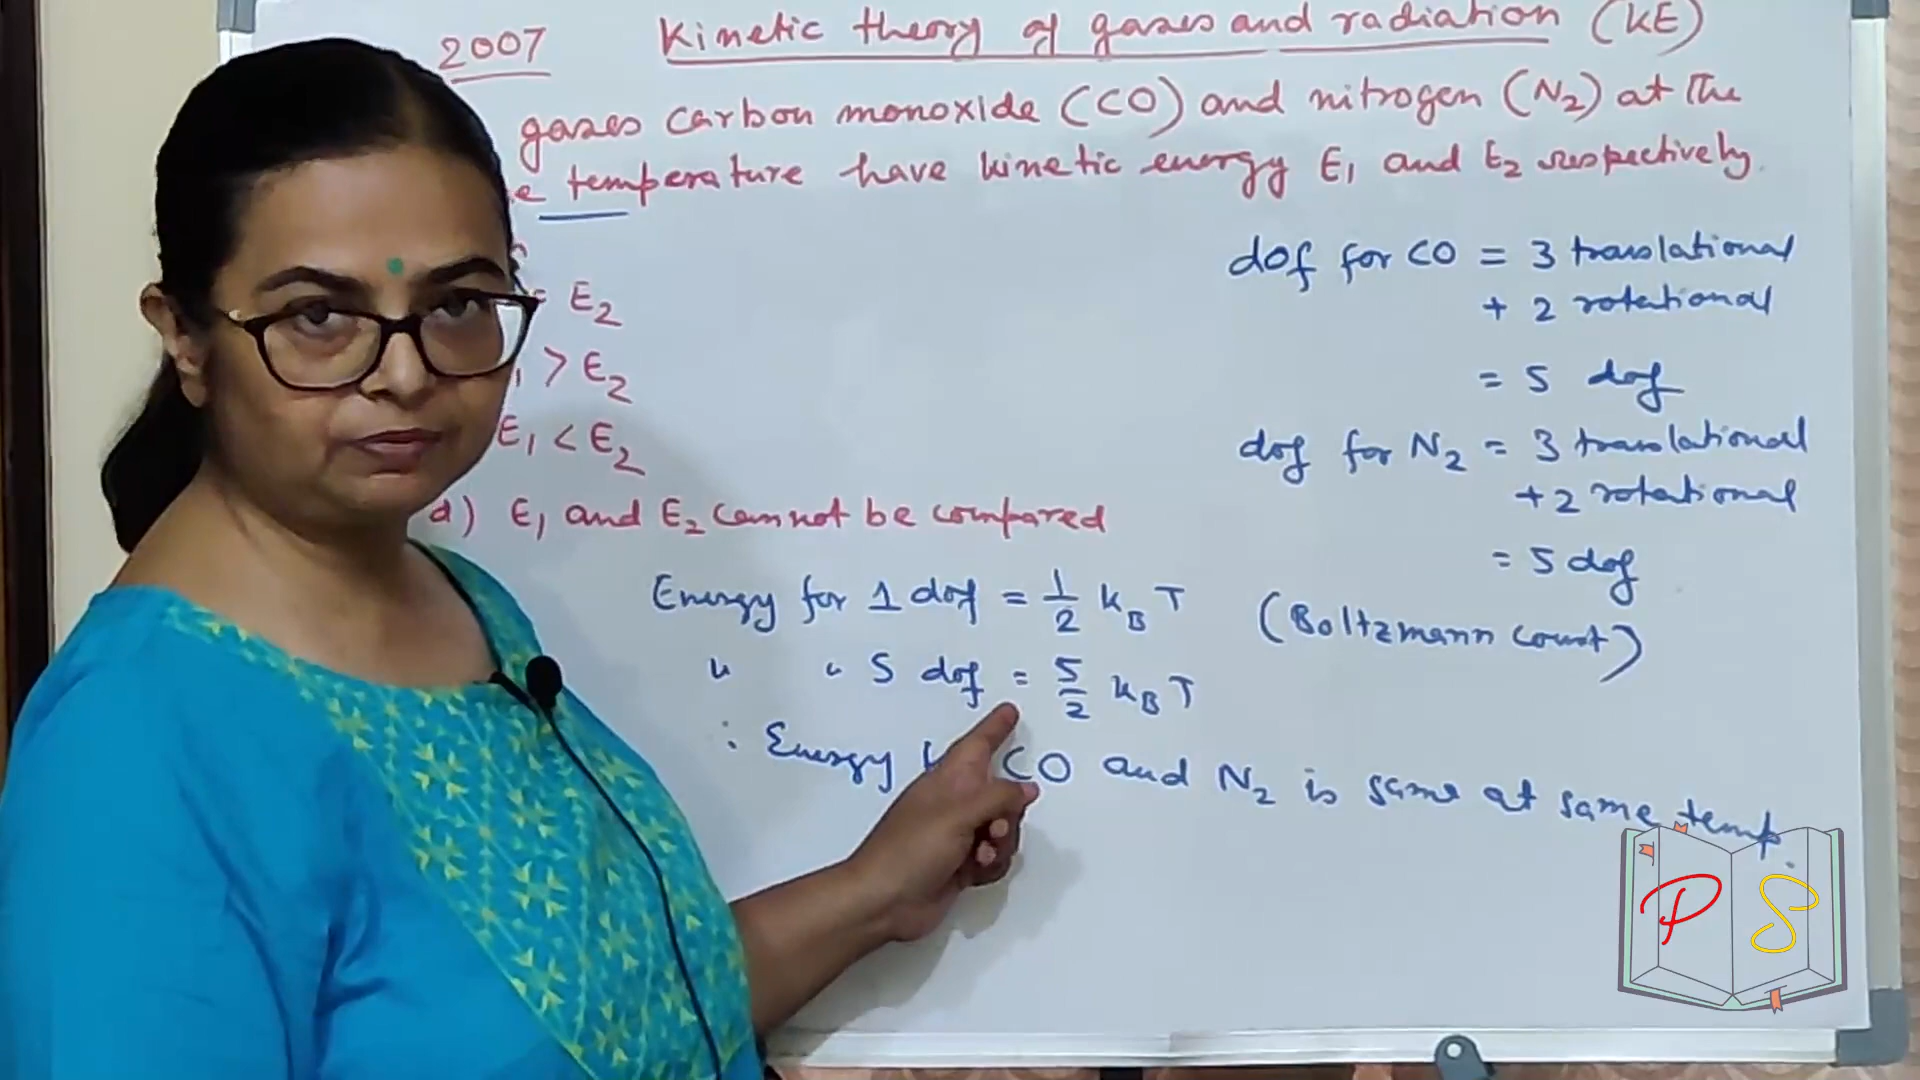 2007 Kinetic theory of gases and radiation (KE)
gases carbon monoxide (CO) and nitrogen (N2) at the
e temperature have kinetic energy E1 and E2 respectively.
= E2
1 > E2
E1 < E2
d) E1 and E2 cannot be compared
dof for CO = 3 translational
+ 2 rotational
= 5 dof
dof for N2 = 3 translational
+2 rotational
= 5 dof
Energy for 1 dof = 1/2 kB T (Boltzmann const)
" " 5 dof = 5/2 kB T
∴ Energy CO and N2 is same at same temp.
P S